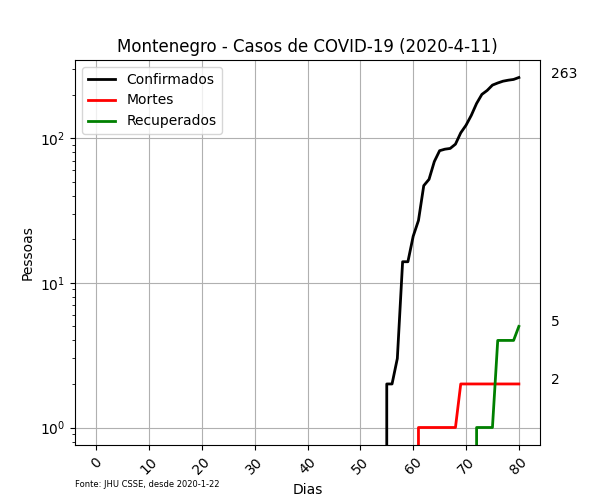 Montenegro - Casos de COVID-19 (2020-4-11)
Confirmados
Mortes
Recuperados
263
5
2
10²
10¹
10⁰
Pessoas
0 10 20 30 40 50 60 70 80
Dias
Fonte: JHU CSSE, desde 2020-1-22